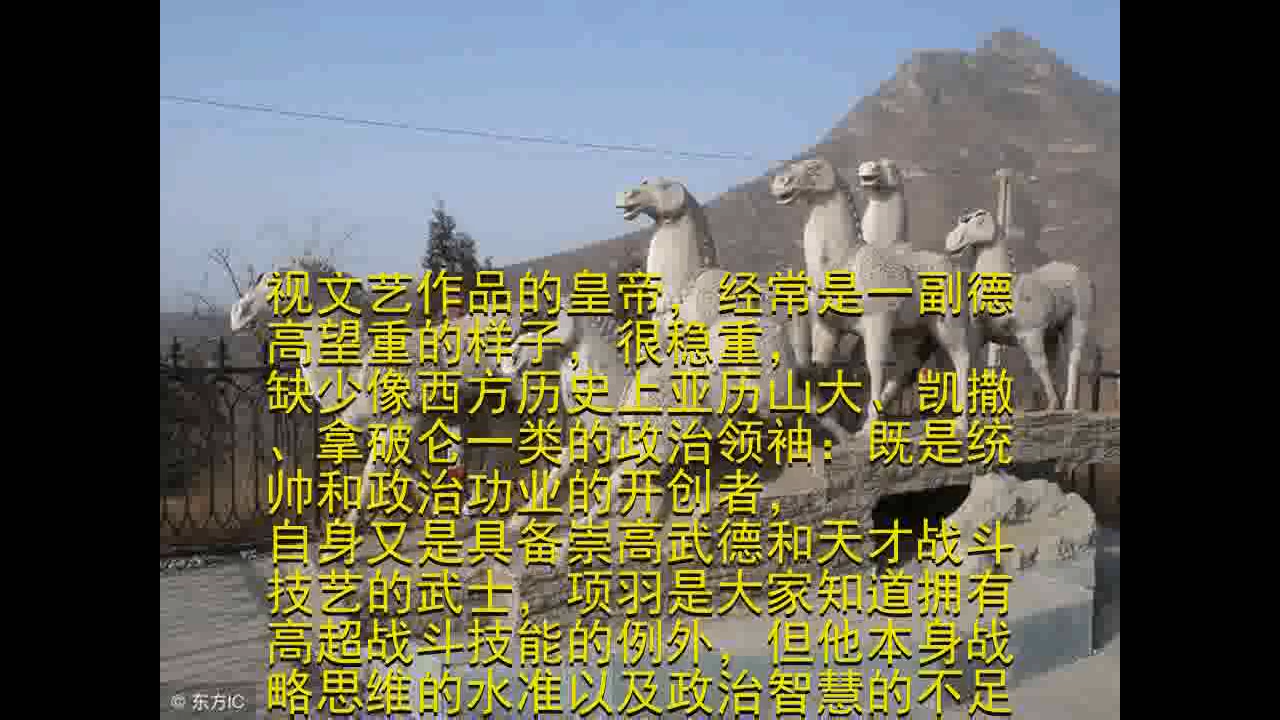 视文艺作品的皇帝，经常是一副德
高望重的样子，很稳重，
缺少像西方历史上亚历山大、凯撒
、拿破仑一类的政治领袖：既是统
帅和政治功业的开创者，
自身又是具备崇高武德和天才战斗
技艺的武士，项羽是大家知道拥有
高超战斗技能的例外，但他本身战
略思维的水准以及政治智慧的不足
© 东方IC